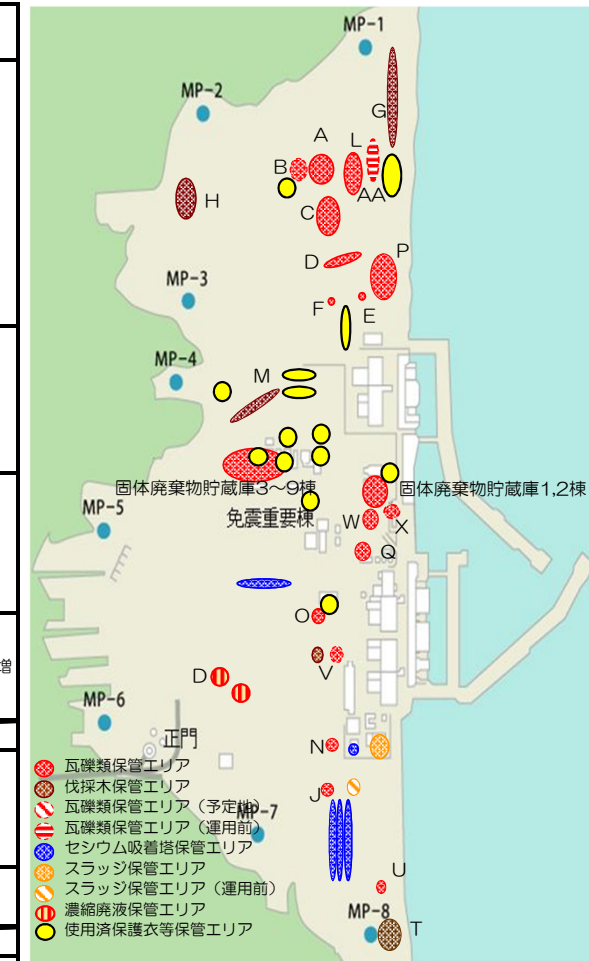 MP-1
MP-2
G
A
L
B
AA
H
C
D
P
MP-3
F
E
MP-4
M
固体廃棄物貯蔵庫3~9棟
固体廃棄物貯蔵庫1,2棟
MP-5
免震重要棟
W
X
Q
O
増
V
D
MP-6
正門
N
瓦礫類保管エリア
伐採木保管エリア
J
瓦礫類保管エリア(予定地)
MP-7
瓦礫類保管エリア(運用前)
セシウム吸着塔保管エリア
スラッジ保管エリア
U
スラッジ保管エリア(運用前)
濃縮廃液保管エリア
MP-8
使用済保護衣等保管エリア
T